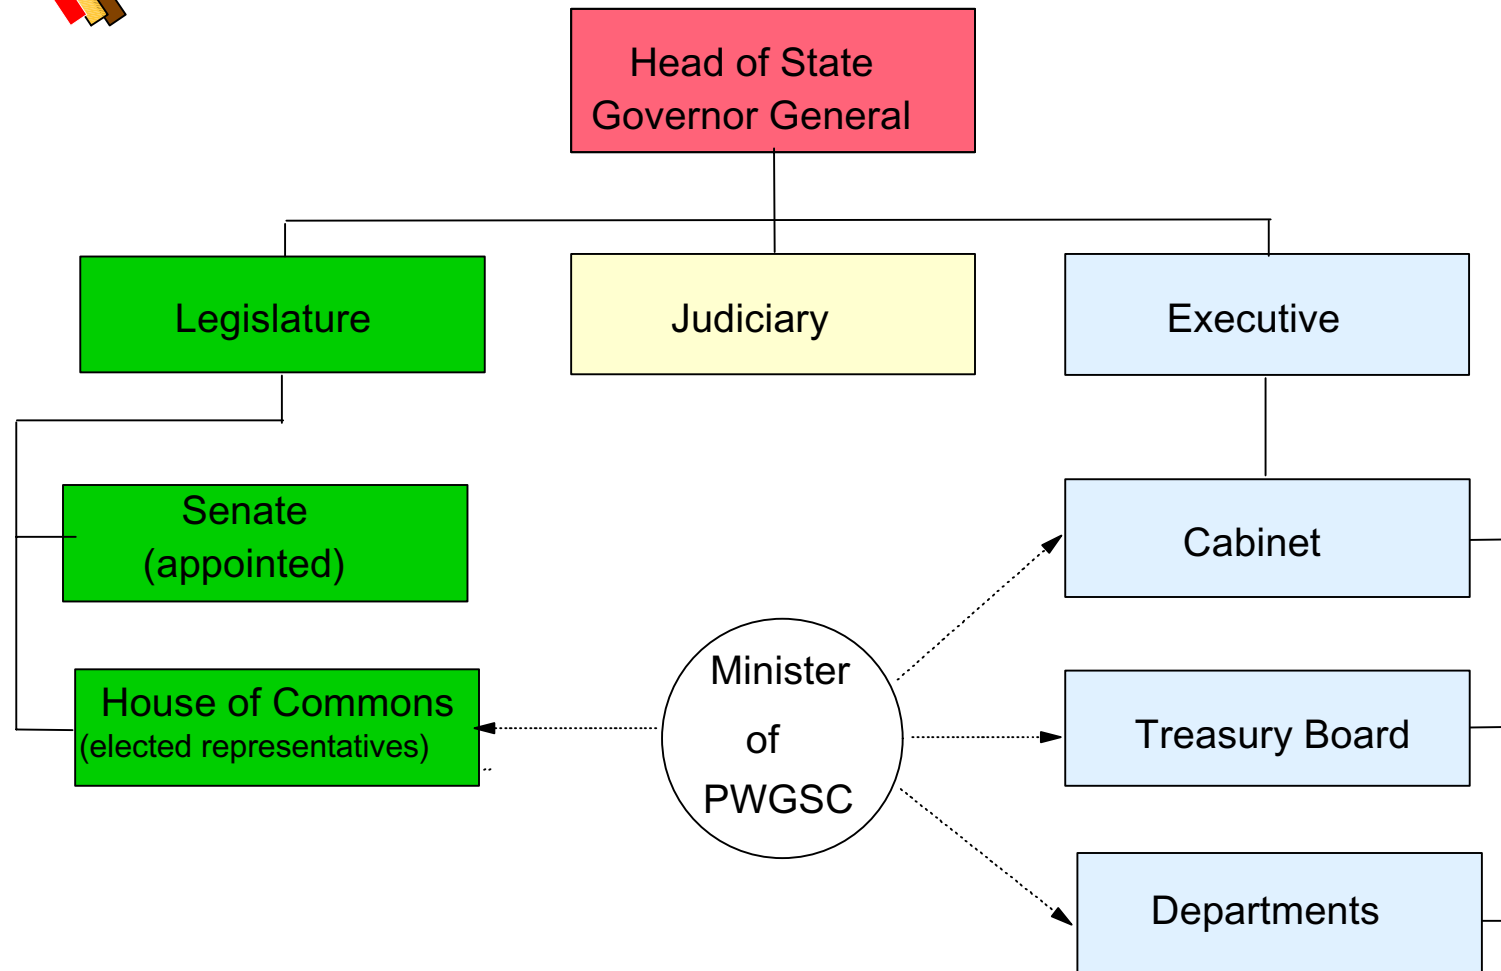 Head of State
Governor General
Legislature
Judiciary
Executive
Senate
(appointed)
Cabinet
House of Commons
(elected representatives)
Minister
of
PWGSC
Treasury Board
Departments